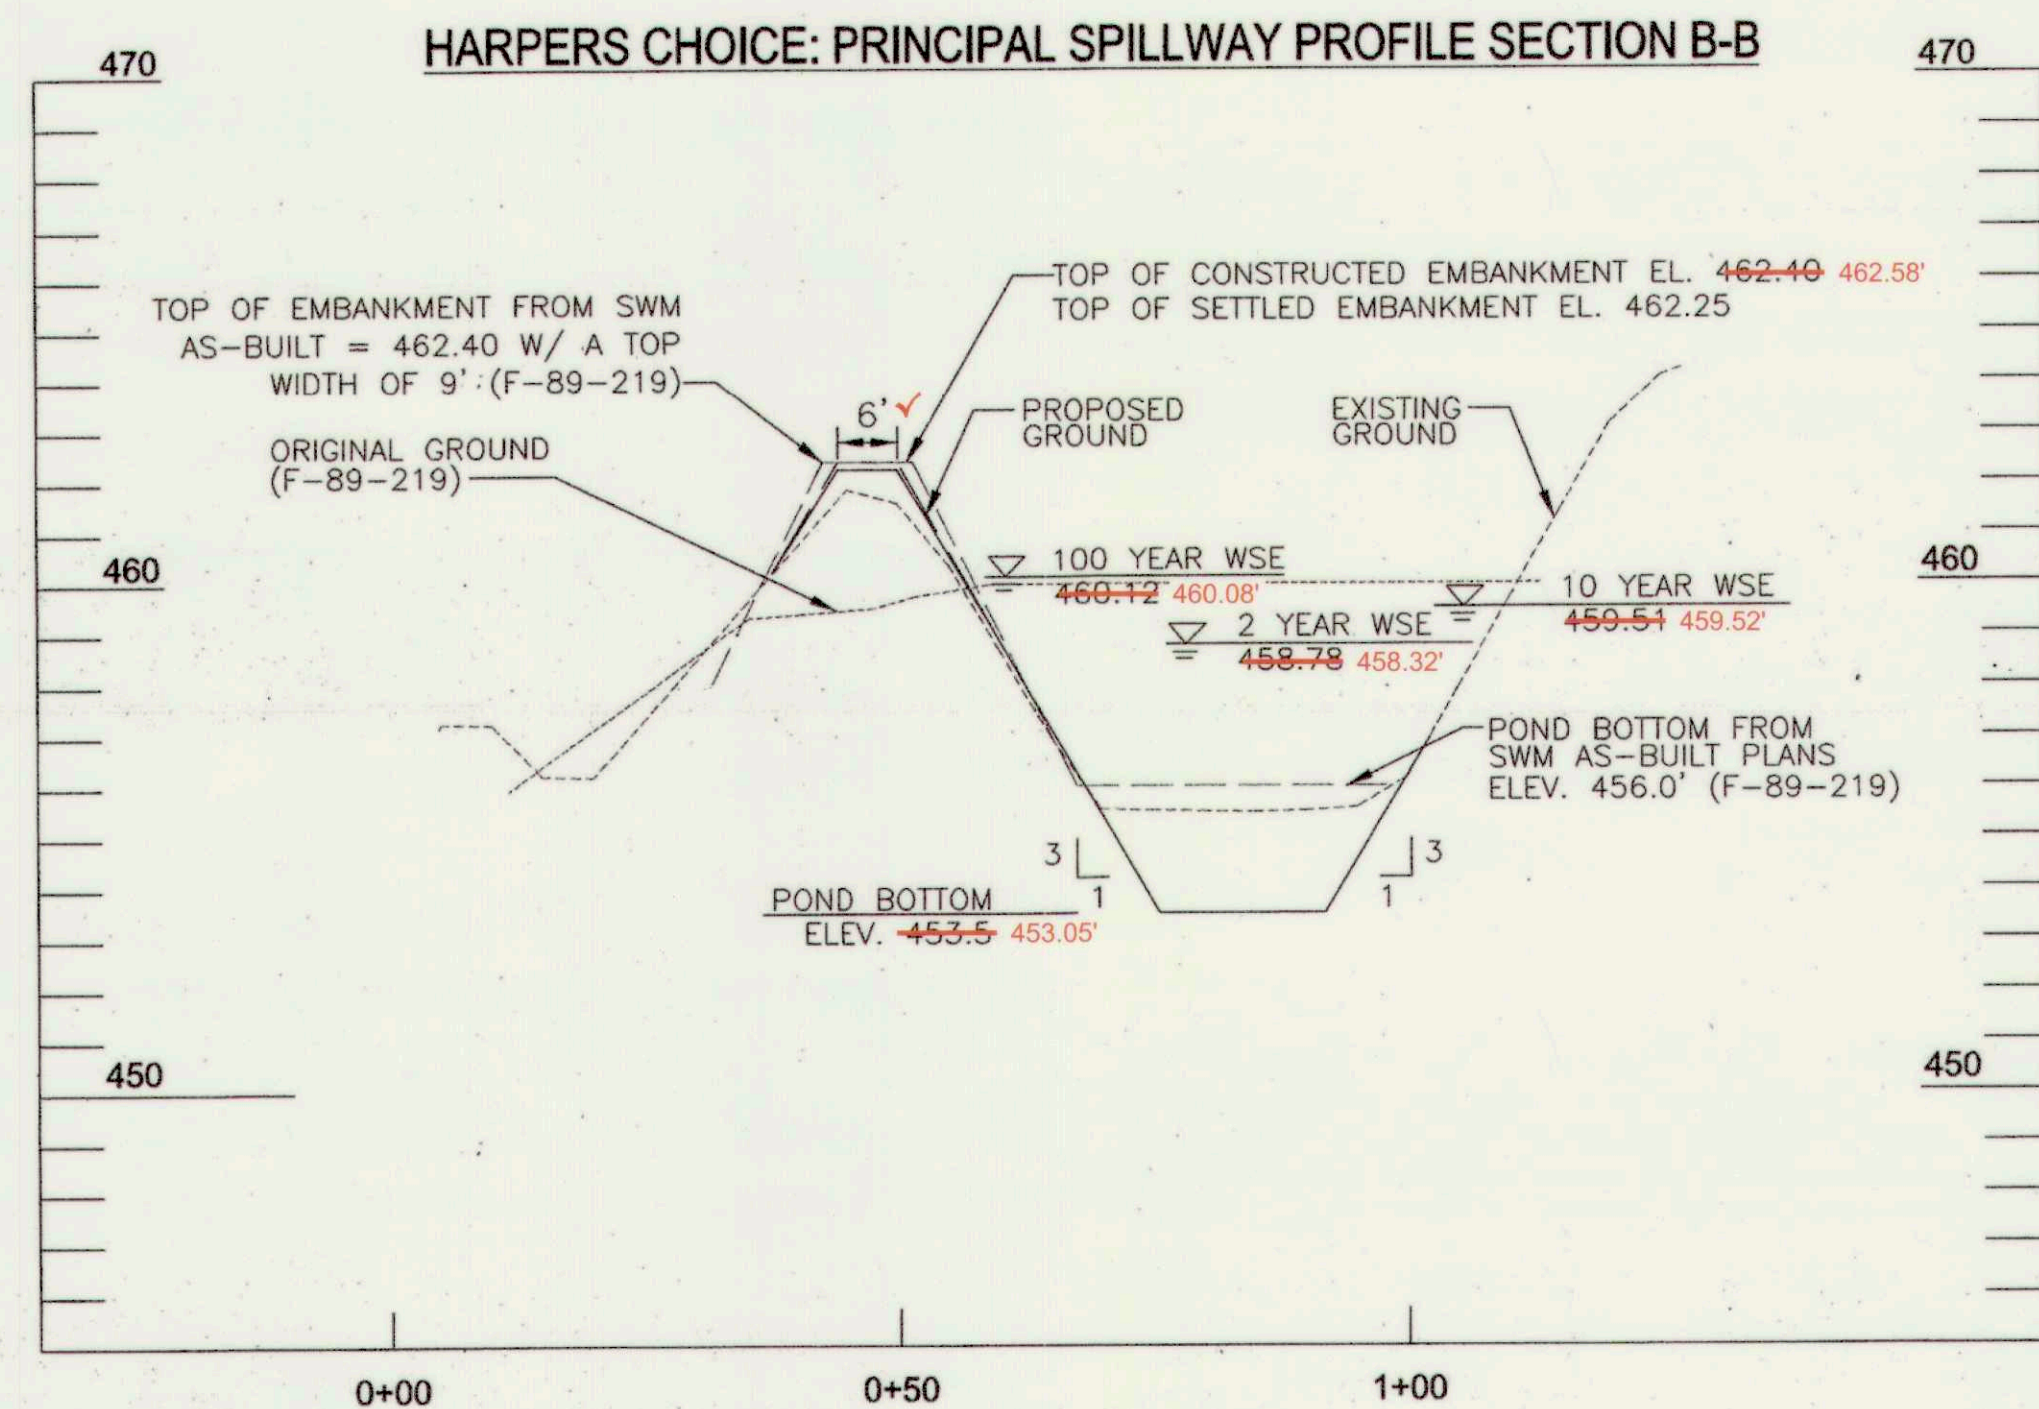 HARPERS CHOICE: PRINCIPAL SPILLWAY PROFILE SECTION B-B
470
470
TOP OF CONSTRUCTED EMBANKMENT EL. 462.40 462.58'
TOP OF SETTLED EMBANKMENT EL. 462.25
TOP OF EMBANKMENT FROM SWM
AS-BUILT = 462.40 W/ A TOP
WIDTH OF 9' (F-89-219)
6' ✓
PROPOSED
GROUND
EXISTING
GROUND
ORIGINAL GROUND
(F-89-219)
460
460
100 YEAR WSE
460.12 460.08'
10 YEAR WSE
459.51 459.52'
2 YEAR WSE
458.78 458.32'
POND BOTTOM FROM
SWM AS-BUILT PLANS
ELEV. 456.0' (F-89-219)
3
1
3
1
POND BOTTOM
ELEV. 453.5 453.05'
450
450
0+00
0+50
1+00